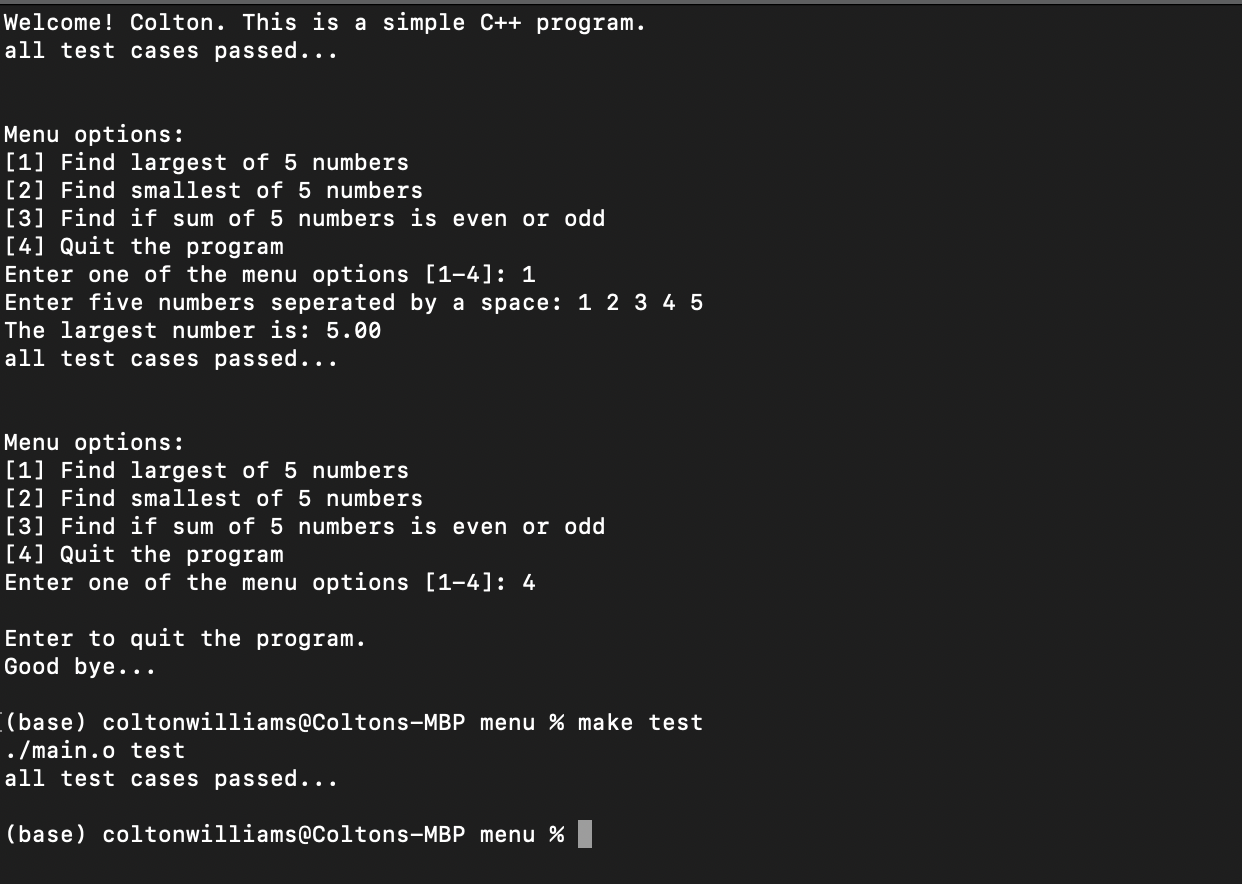 Welcome! Colton. This is a simple C++ program.
all test cases passed...
Menu options:
[1] Find largest of 5 numbers
[2] Find smallest of 5 numbers
[3] Find if sum of 5 numbers is even or odd
[4] Quit the program
Enter one of the menu options [1-4]: 1
Enter five numbers seperated by a space: 1 2 3 4 5
The largest number is: 5.00
all test cases passed...
Menu options:
[1] Find largest of 5 numbers
[2] Find smallest of 5 numbers
[3] Find if sum of 5 numbers is even or odd
[4] Quit the program
Enter one of the menu options [1-4]: 4
Enter to quit the program.
Good bye...
(base) coltonwilliams@Coltons-MBP menu % make test
./main.o test
all test cases passed...
(base) coltonwilliams@Coltons-MBP menu %